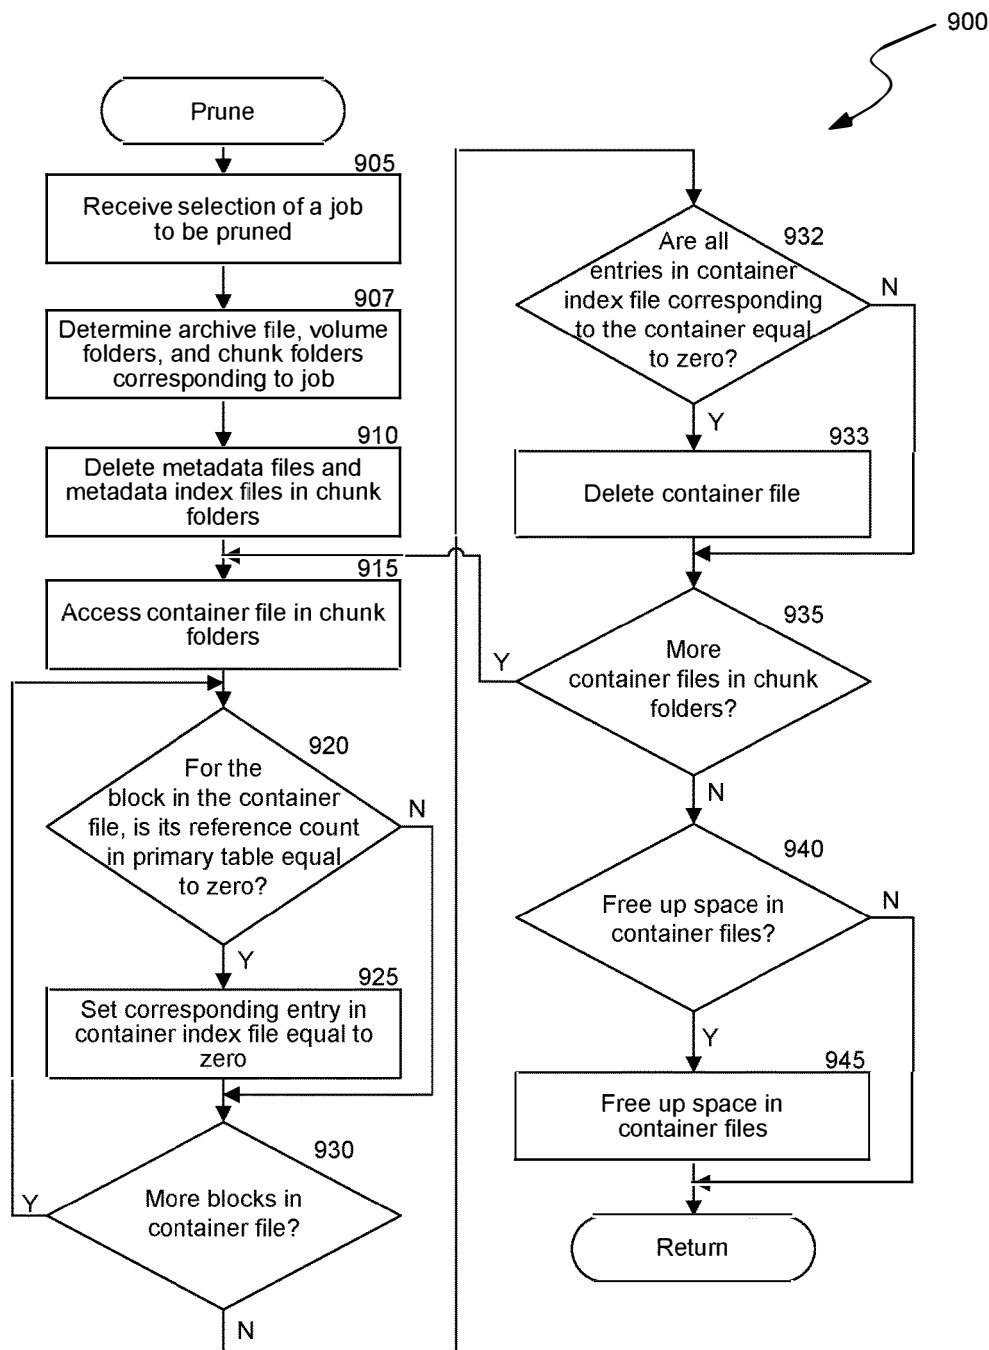 900
Prune
905
Receive selection of a job
to be pruned
907
Determine archive file, volume
folders, and chunk folders
corresponding to job
910
Delete metadata files and
metadata index files in chunk
folders
915
Access container file in chunk
folders
920
For the
block in the container
file, is its reference count
in primary table equal
to zero?
N
Y
925
Set corresponding entry in
container index file equal to
zero
930
More blocks in
container file?
Y
N
932
Are all
entries in container
index file corresponding
to the container equal
to zero?
N
Y
933
Delete container file
935
More
container files in chunk
folders?
Y
N
940
Free up space in
container files?
N
Y
945
Free up space in
container files
Return